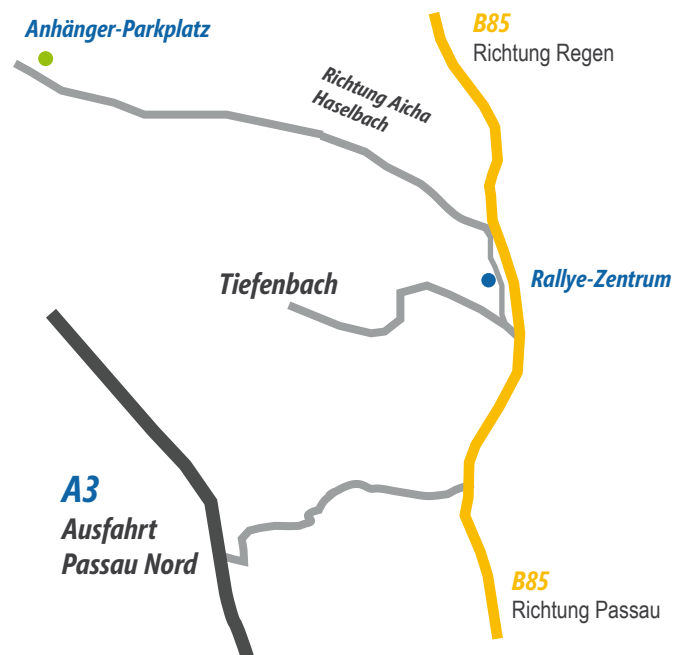 Anhänger-Parkplatz
B85
Richtung Regen
Richtung Aicha
Haselbach
Tiefenbach
Rallye-Zentrum
A3
Ausfahrt
Passau Nord
B85
Richtung Passau